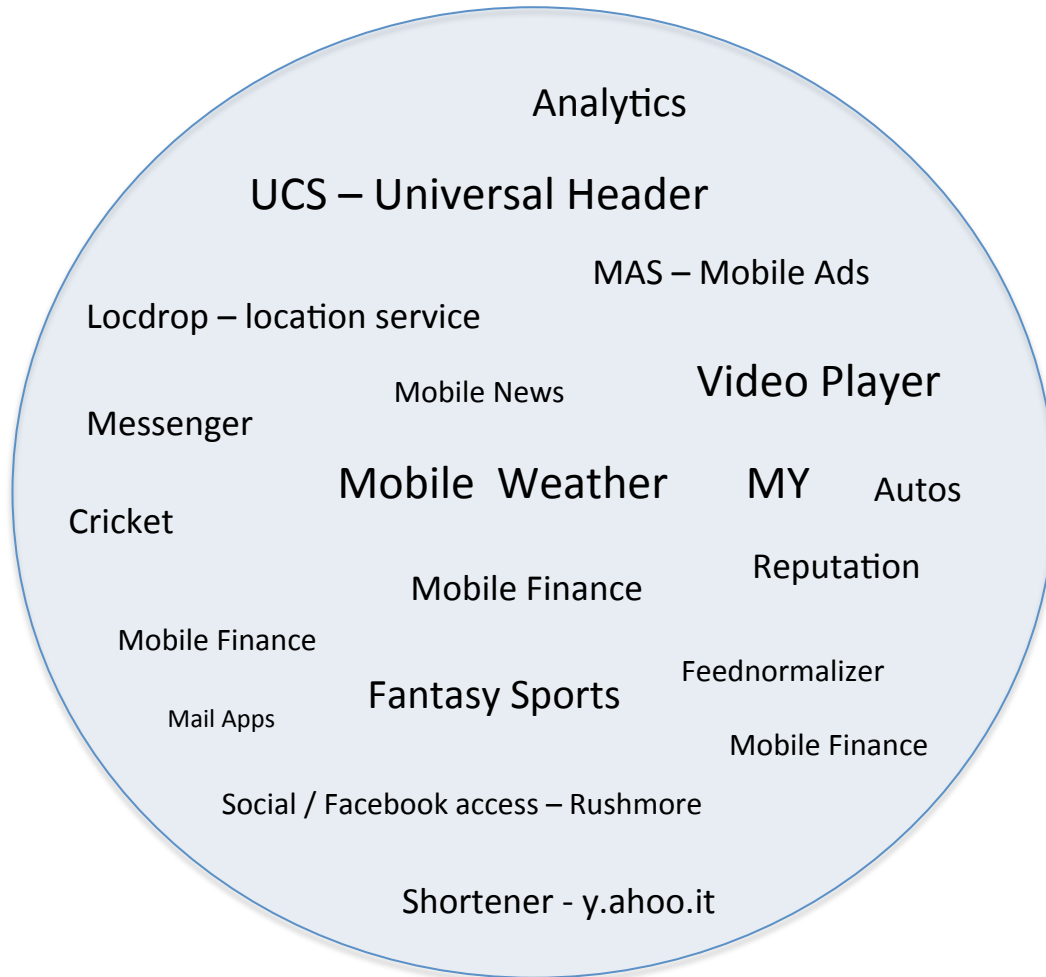 Analytics
UCS – Universal Header
MAS – Mobile Ads
Locdrop – location service
Video Player
Mobile News
Messenger
Mobile  Weather
MY
Autos
Cricket
Reputation
Mobile Finance
Mobile Finance
Feednormalizer
Fantasy Sports
Mail Apps
Mobile Finance
Social / Facebook access – Rushmore
Shortener - y.ahoo.it